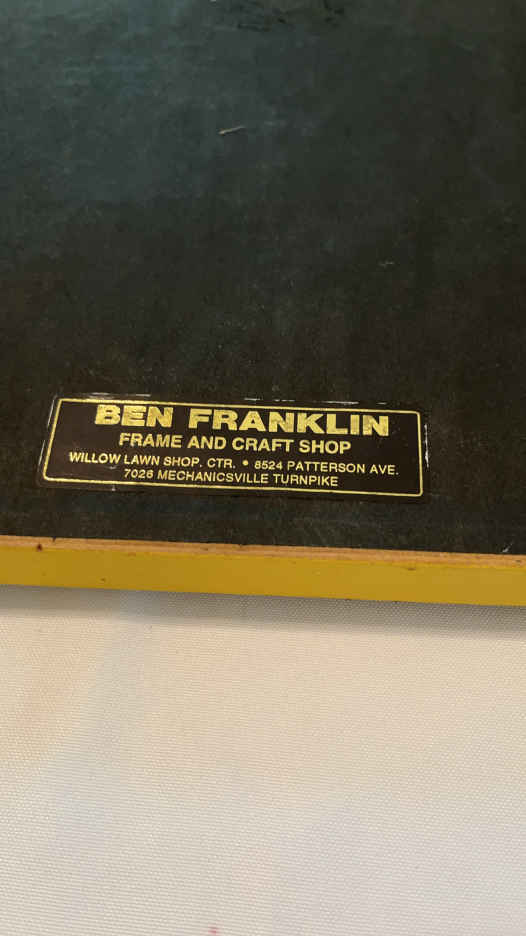 BEN FRANKLIN
FRAME AND CRAFT SHOP
WILLOW LAWN SHOP. CTR. • 8524 PATTERSON AVE.
7026 MECHANICSVILLE TURNPIKE